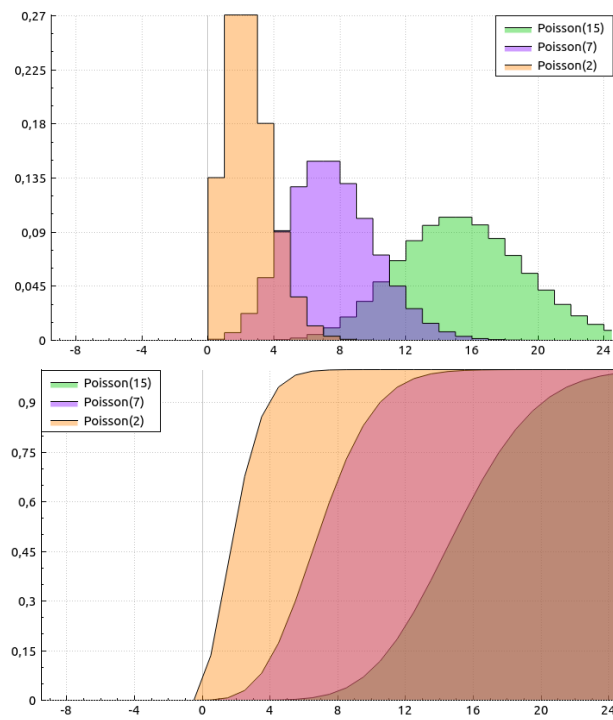 0,27
0,225
0,18
0,135
0,09
0,045
0
Poisson(15)
Poisson(7)
Poisson(2)
-8 -4 0 4 8 12 16 20 24
Poisson(15)
Poisson(7)
Poisson(2)
0,9
0,75
0,6
0,45
0,3
0,15
0
-8 -4 0 4 8 12 16 20 24